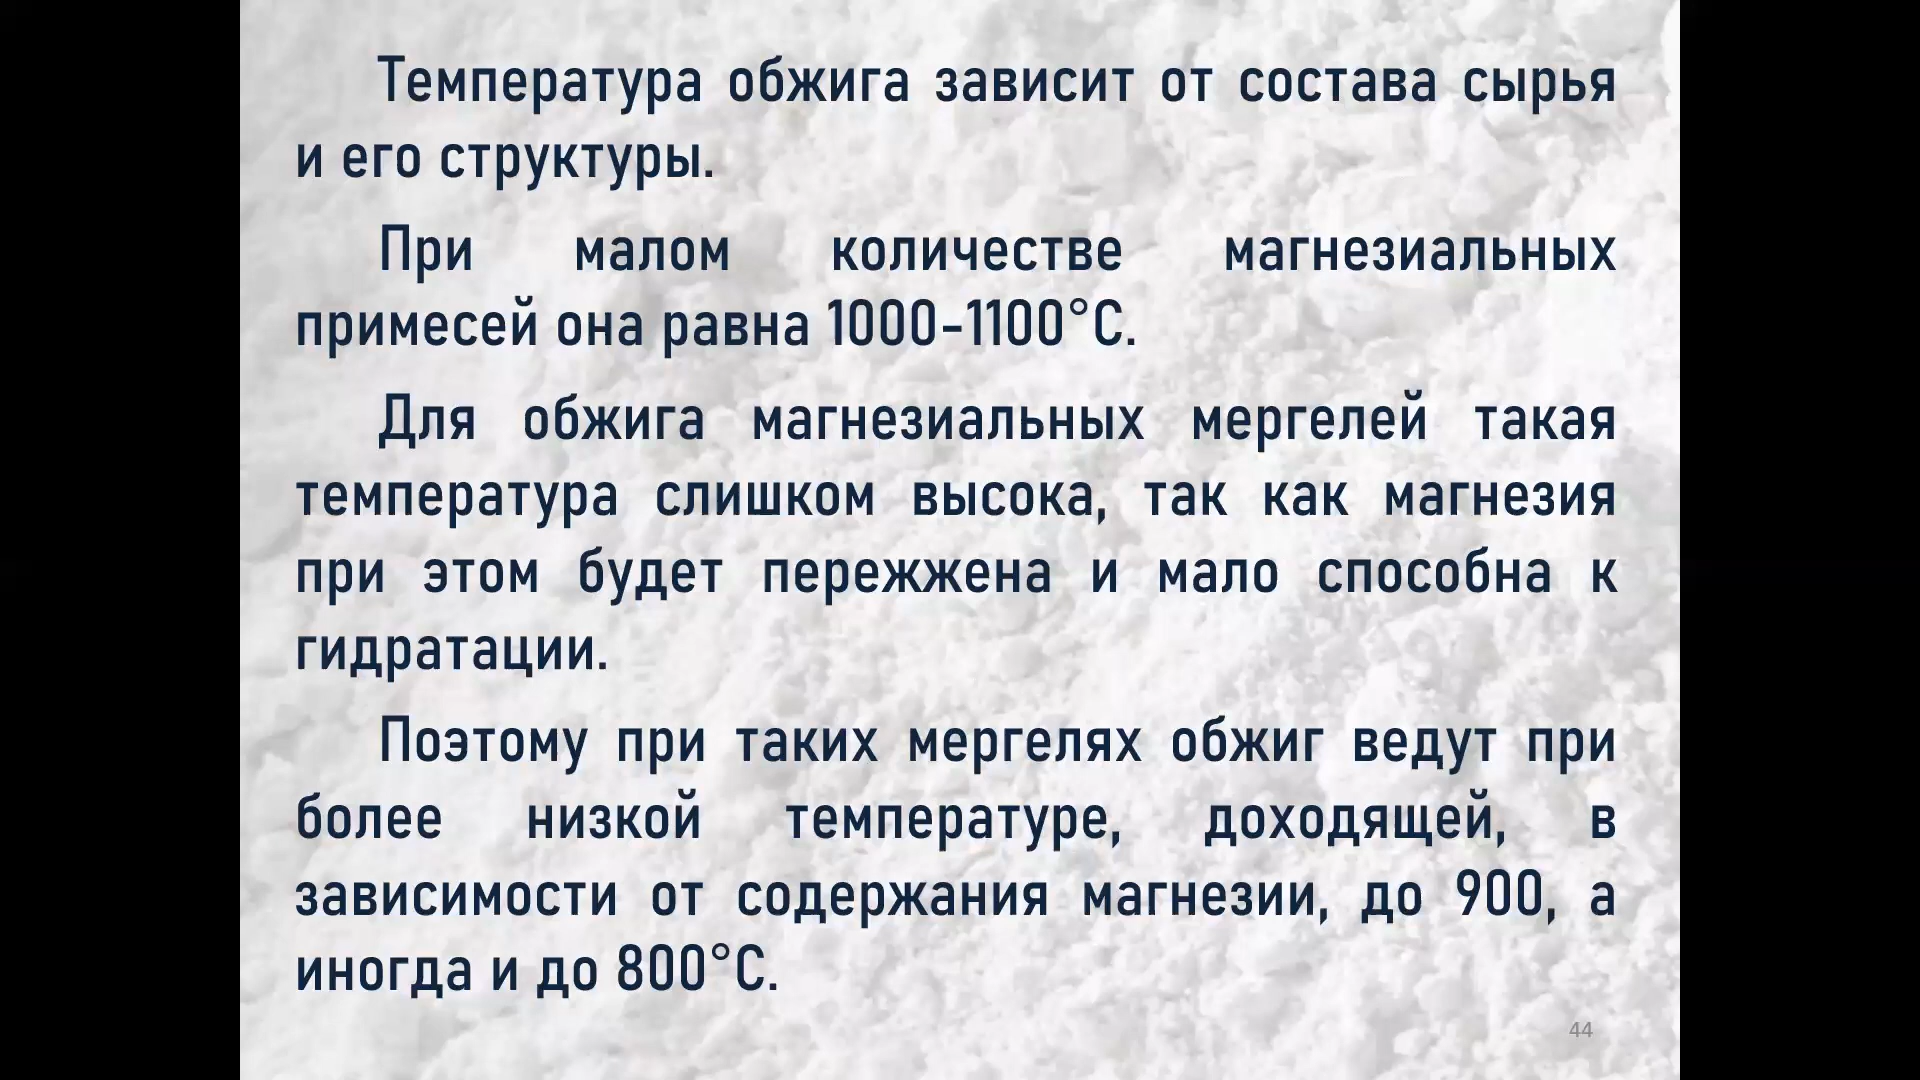 Температура обжига зависит от состава сырья
и его структуры.
При малом количестве магнезиальных
примесей она равна 1000-1100°С.
Для обжига магнезиальных мергелей такая
температура слишком высока, так как магнезия
при этом будет пережжена и мало способна к
гидратации.
Поэтому при таких мергелях обжиг ведут при
более низкой температуре, доходящей, в
зависимости от содержания магнезии, до 900, а
иногда и до 800°С.
44